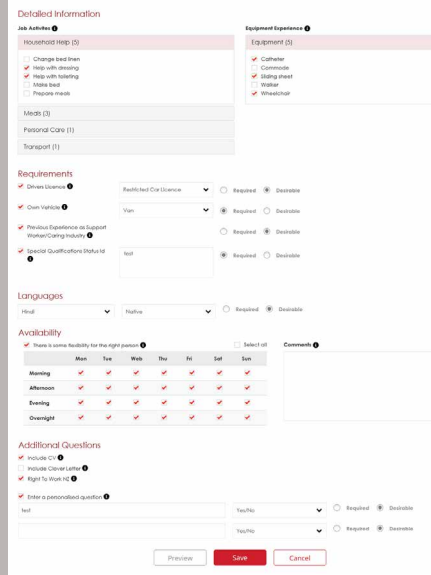 Detailed Information
Job Activites
Equipment Experience
Household Help (5)
Change bed linen
Help with dressing
Help with toileting
Make bed
Prepare meals
Equipment (5)
Catheter
Commode
Sliding sheet
Walker
Wheelchair
Meals (3)
Personal Care (1)
Transport (1)
Requirements
Drivers Licence
Restricted Car Licence
Required
Desirable
Own Vehicle
Van
Required
Desirable
Previous Experience as Support
Worker/Caring Industry
Required
Desirable
Special Qualifications Status Id
test
Required
Desirable
Languages
Hindi
Native
Required
Desirable
Availability
There is some flexibility for the right person
Select all
Comments
Mon Tue Web Thu Fri Sat Sun
Morning
Afternoon
Evening
Overnight
Additional Questions
Include CV
Include Clover Letter
Right To Work NZ
Enter a personalised question
test
Yes/No
Required
Desirable
Yes/No
Required
Desirable
Preview
Save
Cancel